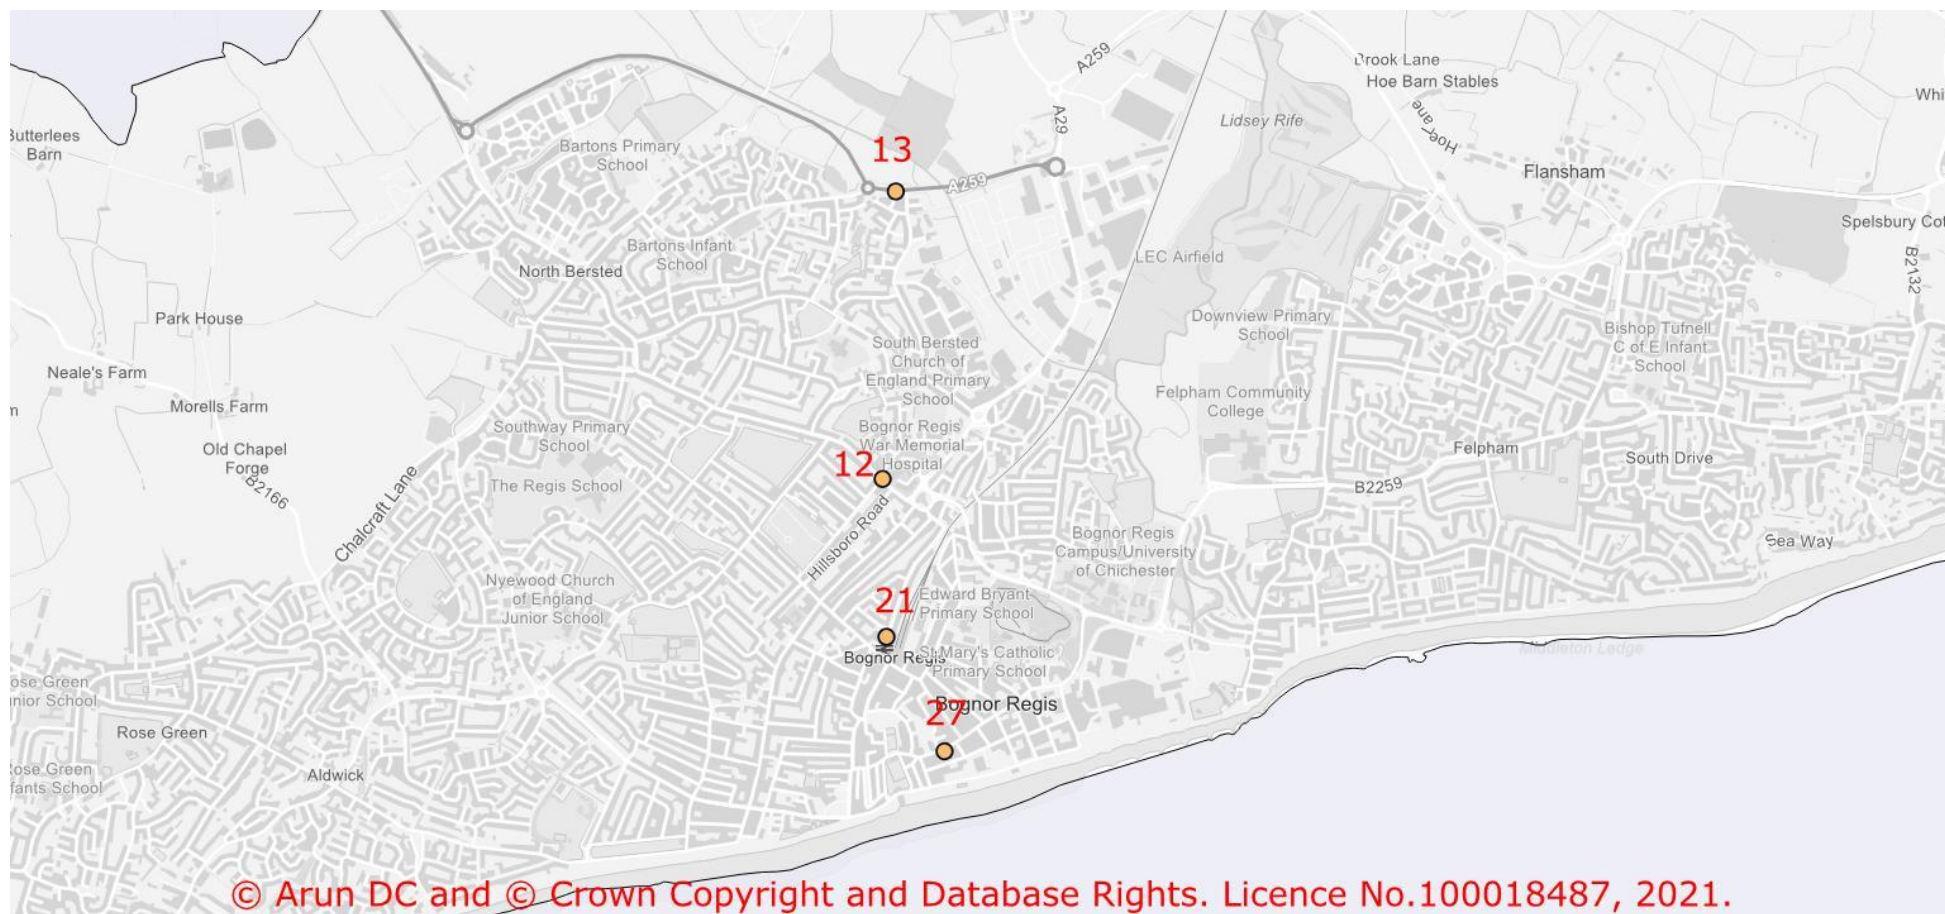 Brook Lane
Hoe Barn Stables
A259
A29
Lidsey Rife
Hoe Lane
Butterlees
Barn
Bartons Primary
School
13
A259
Flansham
Spelsbury Cot
B2132
Bartons Infant
School
North Bersted
LEC Airfield
Park House
Downview Primary
School
Bishop Tufnell
C of E Infant
School
South Bersted
Church of
England Primary
School
Neale's Farm
Morells Farm
Felpham Community
College
Southway Primary
School
Bognor Regis
War Memorial
Hospital
12
Old Chapel
Forge
B2166
Chalcraft Lane
The Regis School
Felpham
South Drive
B2259
Hillsboro Road
Bognor Regis
Campus/University
of Chichester
Sea Way
Nyewood Church
of England
Junior School
Edward Bryant
Primary School
21
Bognor Regis
St Mary's Catholic
Primary School
Middleton Ledge
ose Green
unior School
27
Bognor Regis
Rose Green
Rose Green
fants School
Aldwick
© Arun DC and © Crown Copyright and Database Rights. Licence No.100018487, 2021.